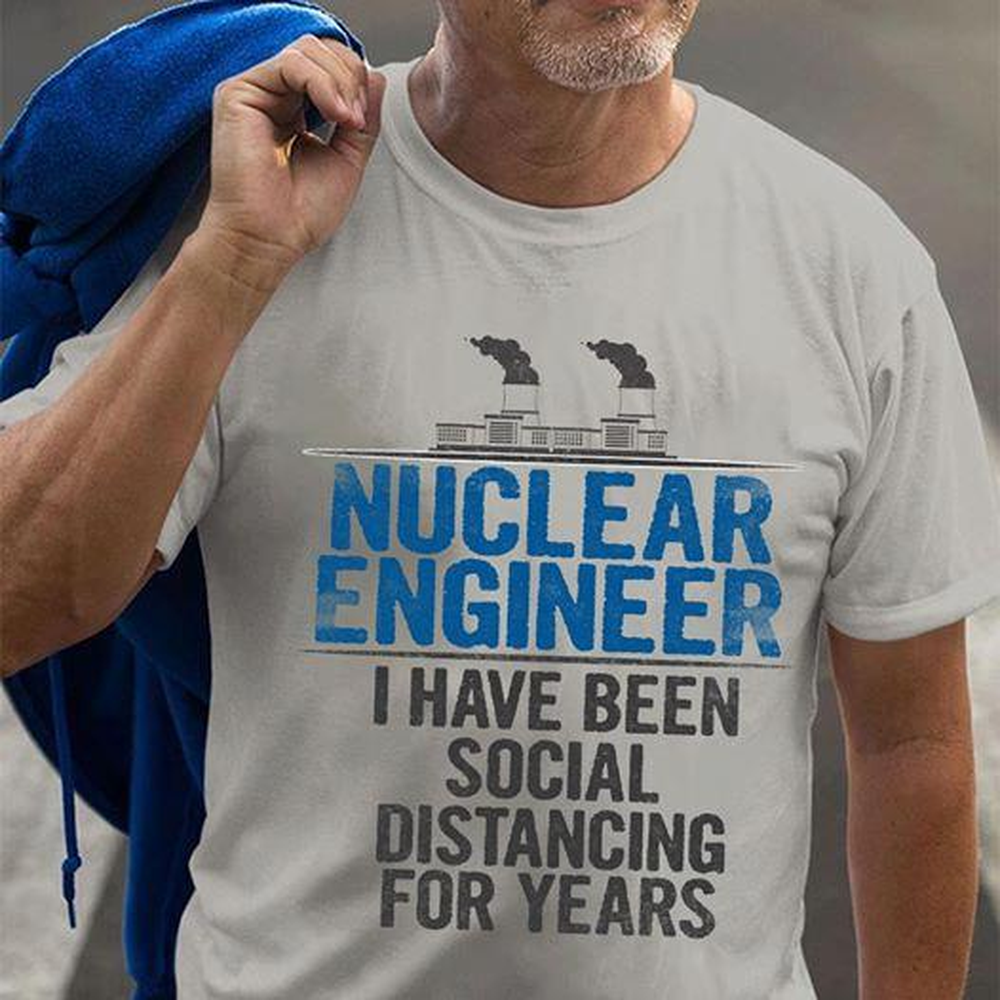 NUCLEAR
ENGINEER
I HAVE BEEN
SOCIAL
DISTANCING
FOR YEARS